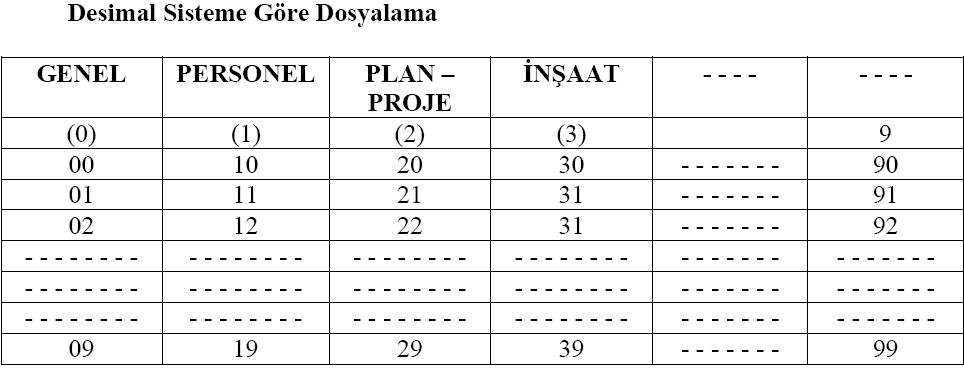 Desimal Sisteme Göre Dosyalama
GENEL PERSONEL PLAN – PROJE İNŞAAT - - - - - - - -
(0) (1) (2) (3) 9
00 10 20 30 - - - - - - - 90
01 11 21 31 - - - - - - - 91
02 12 22 31 - - - - - - - 92
- - - - - - - - - - - - - - - - - - - - - - - - - - - - - - - - - - - - - - - - - - - - - -
- - - - - - - - - - - - - - - - - - - - - - - - - - - - - - - - - - - - - - - - - - - - - -
- - - - - - - - - - - - - - - - - - - - - - - - - - - - - - - - - - - - - - - - - - - - - -
09 19 29 39 - - - - - - - 99